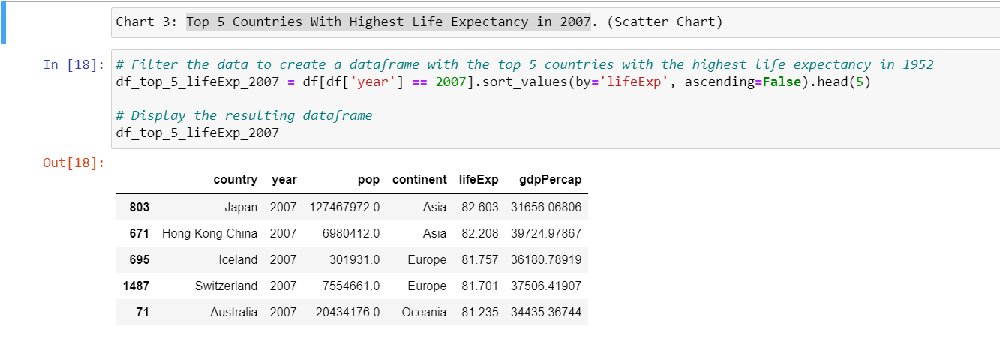 Chart 3: Top 5 Countries With Highest Life Expectancy in 2007. (Scatter Chart)
In [18]: # Filter the data to create a dataframe with the top 5 countries with the highest life expectancy in 1952
df_top_5_lifeExp_2007 = df[df['year'] == 2007].sort_values(by='lifeExp', ascending=False).head(5)
# Display the resulting dataframe
df_top_5_lifeExp_2007
Out[18]:
country year pop continent lifeExp gdpPercap
803 Japan 2007 127467972.0 Asia 82.603 31656.06806
671 Hong Kong China 2007 6980412.0 Asia 82.208 39724.97867
695 Iceland 2007 301931.0 Europe 81.757 36180.78919
1487 Switzerland 2007 7554661.0 Europe 81.701 37506.41907
71 Australia 2007 20434176.0 Oceania 81.235 34435.36744